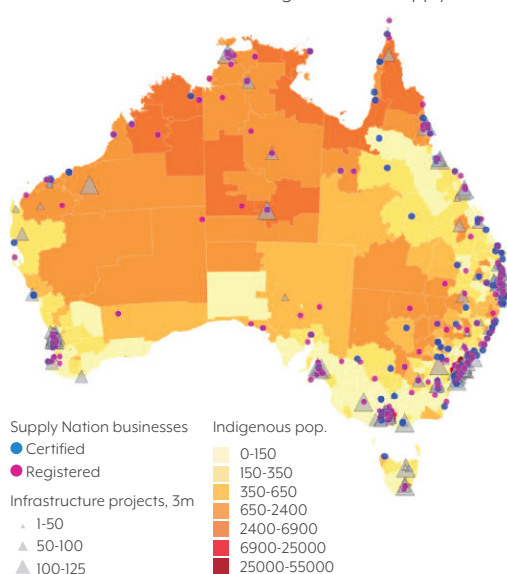 Supply Nation businesses
Certified
Registered
Infrastructure projects, 3m
1-50
50-100
100-125
Indigenous pop.
0-150
150-350
350-650
650-2400
2400-6900
6900-25000
25000-55000